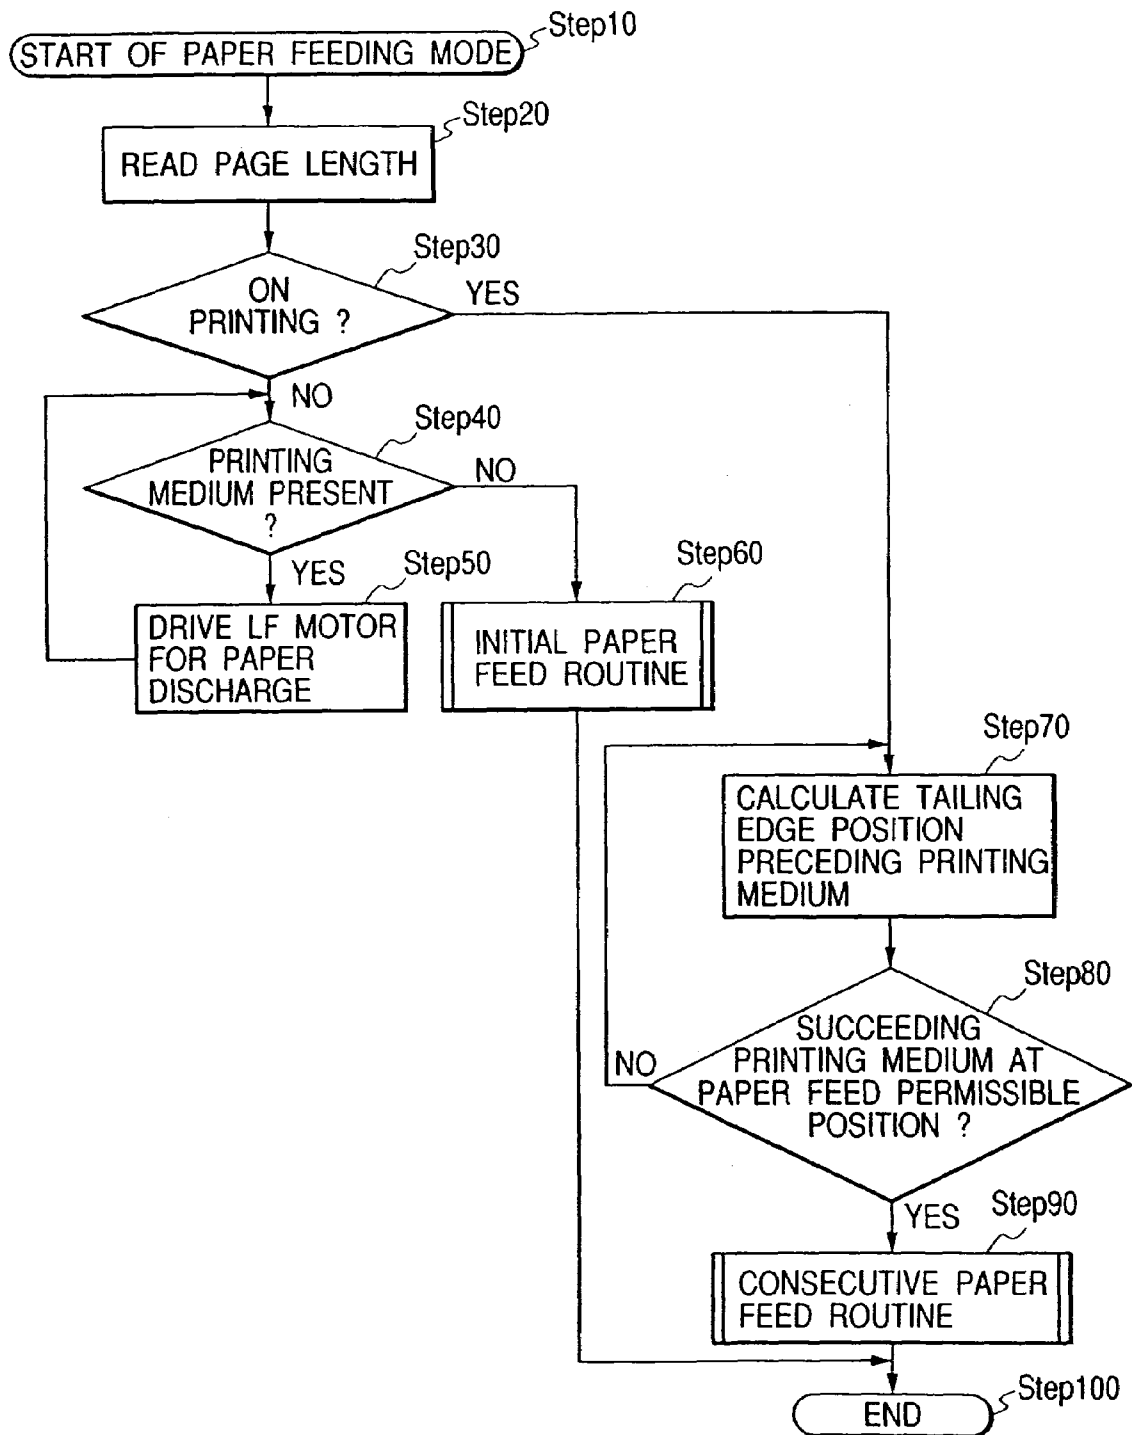 Step10
START OF PAPER FEEDING MODE
Step20
READ PAGE LENGTH
Step30
ON
PRINTING ?
YES
NO
Step40
PRINTING
MEDIUM PRESENT
?
NO
YES
Step50
DRIVE LF MOTOR
FOR PAPER
DISCHARGE
Step60
INITIAL PAPER
FEED ROUTINE
Step70
CALCULATE TAILING
EDGE POSITION
PRECEDING PRINTING
MEDIUM
Step80
SUCCEEDING
PRINTING MEDIUM AT
PAPER FEED PERMISSIBLE
POSITION ?
NO
YES
Step90
CONSECUTIVE PAPER
FEED ROUTINE
Step100
END